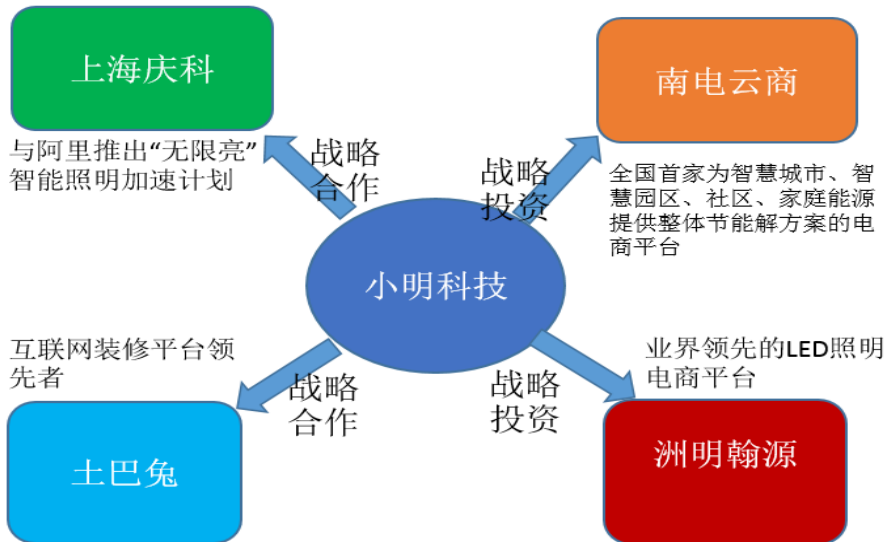 上海庆科
南电云商
与阿里推出“无限亮”
智能照明加速计划
战略
合作
战略
投资
全国首家为智慧城市、智
慧园区、社区、家庭能源
提供整体节能解方案的电
商平台
小明科技
互联网装修平台领
先者
战略
合作
战略
投资
业界领先的LED照明
电商平台
土巴兔
洲明翰源